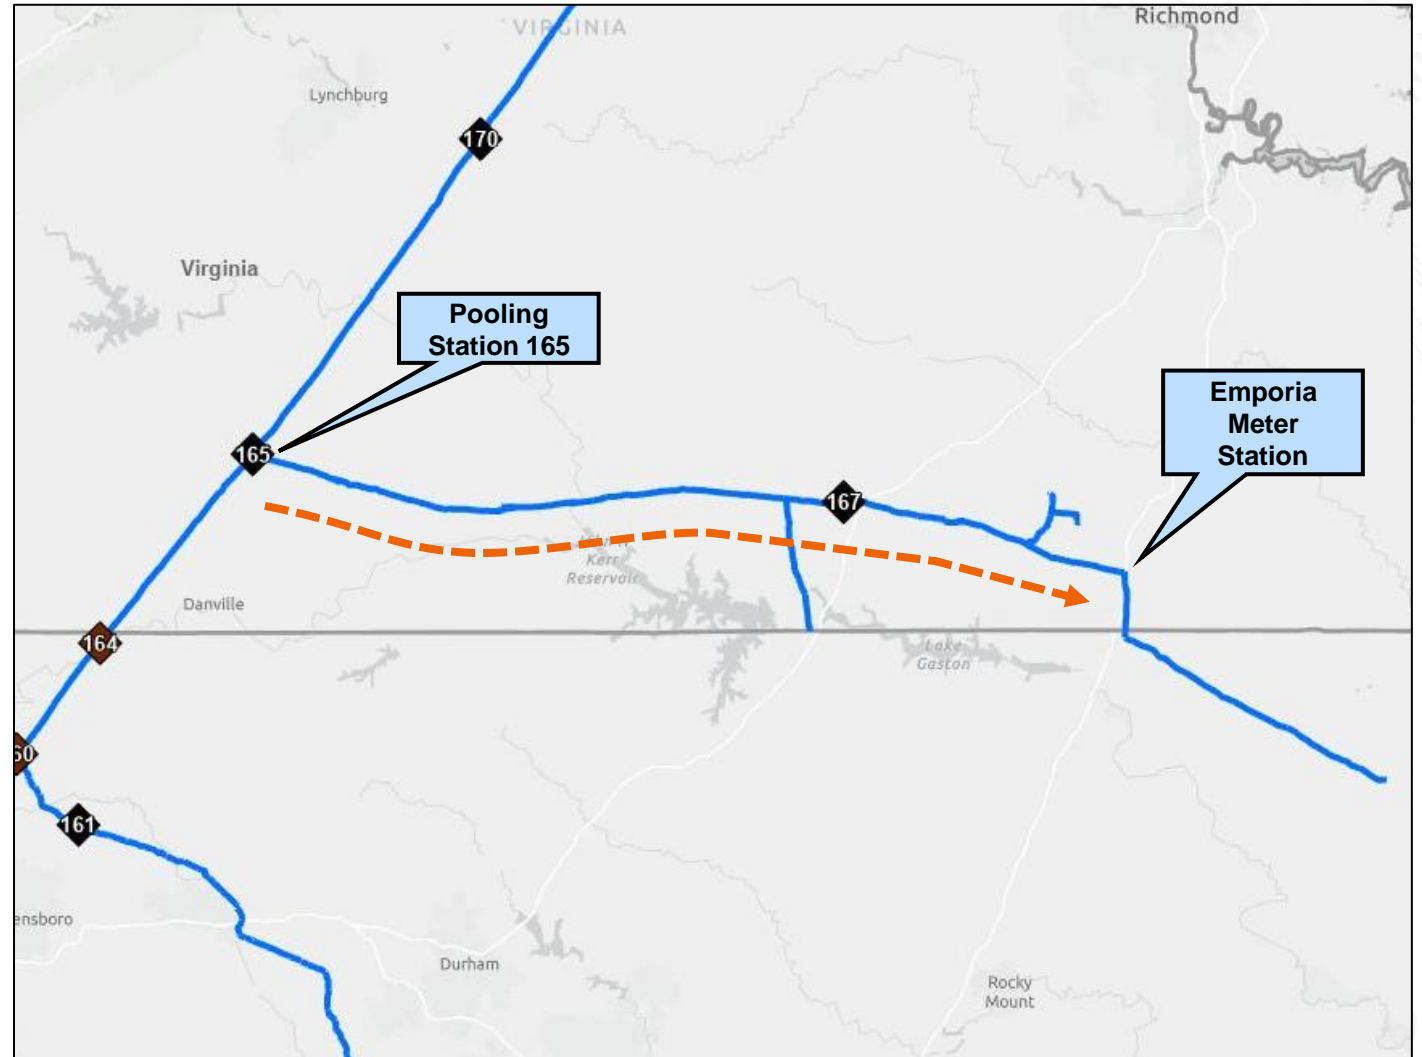 VIRGINIA
Richmond
Lynchburg
170
Virginia
Pooling
Station 165
Emporia
Meter
Station
165
167
Kerr
Reservoir
Danville
164
Lake
Gaston
60
161
ensboro
Durham
Rocky
Mount